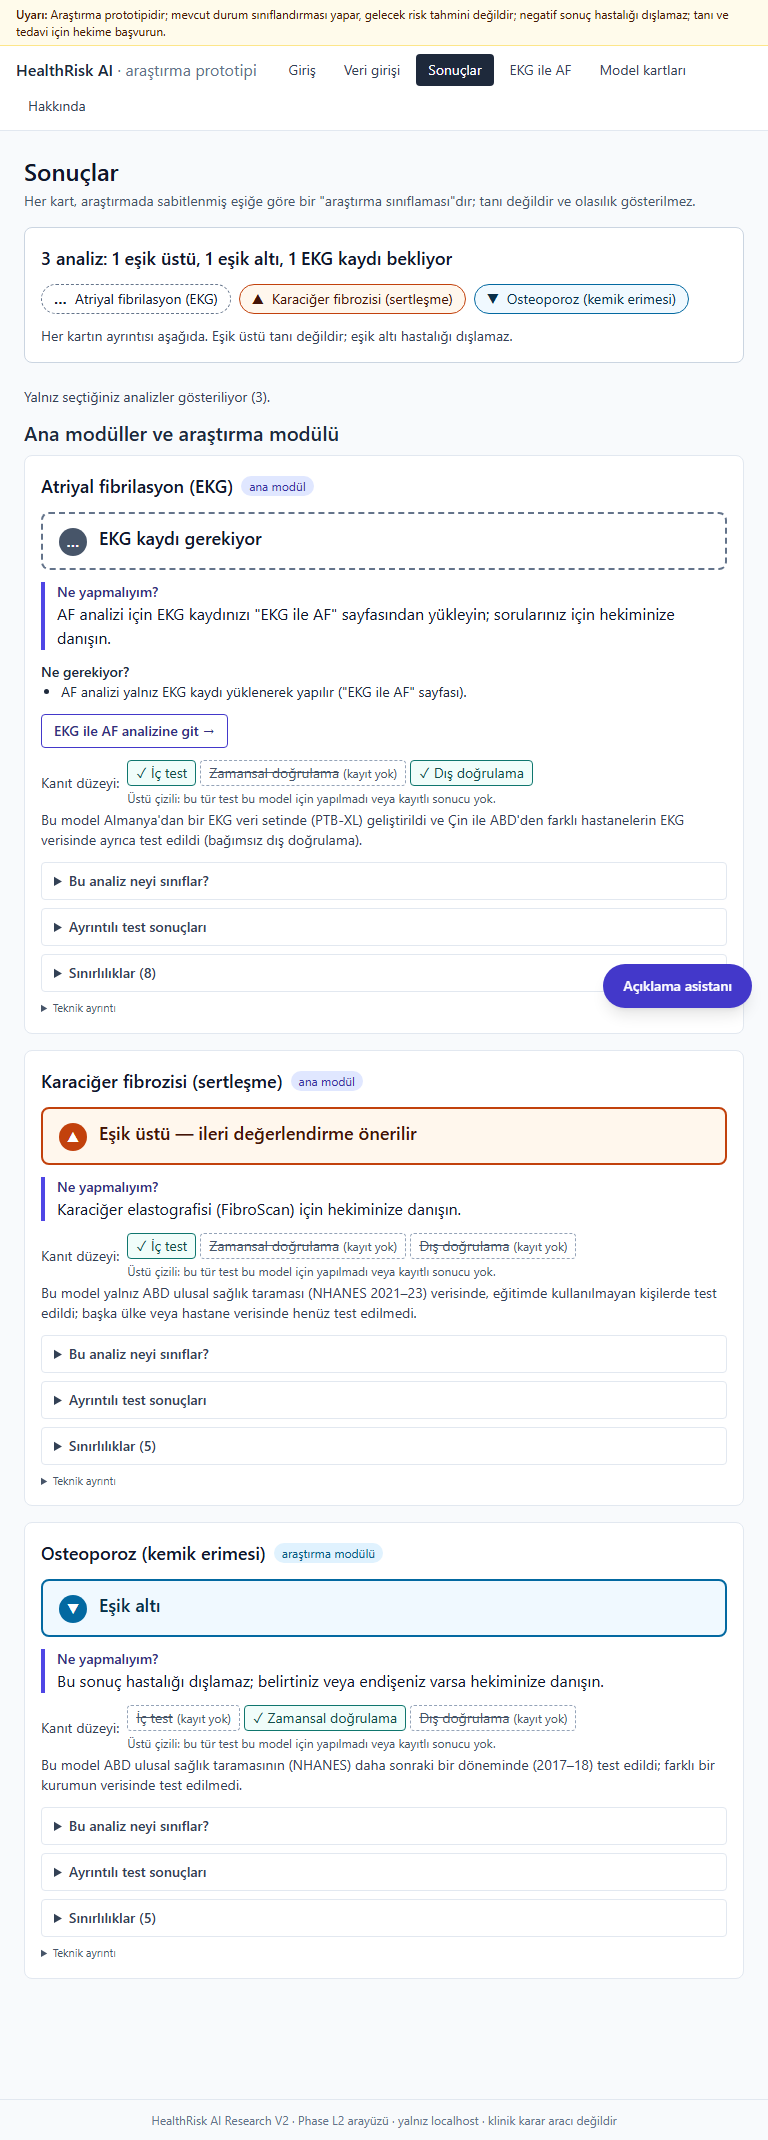 Uyarı: Araştırma prototipidir; mevcut durum sınıflandırması yapar, gelecek risk tahmini değildir; negatif sonuç hastalığı dışlamaz; tanı ve
tedavi için hekime başvurun.
HealthRisk AI · araştırma prototipi
Giriş
Veri girişi
Sonuçlar
EKG ile AF
Model kartları
Hakkında
Sonuçlar
Her kart, araştırmada sabitlenmiş eşiğe göre bir "araştırma sınıflaması"dır; tanı değildir ve olasılık gösterilmez.
3 analiz: 1 eşik üstü, 1 eşik altı, 1 EKG kaydı bekliyor
… Atriyal fibrilasyon (EKG)
▲ Karaciğer fibrozisi (sertleşme)
▼ Osteoporoz (kemik erimesi)
Her kartın ayrıntısı aşağıda. Eşik üstü tanı değildir; eşik altı hastalığı dışlamaz.
Yalnız seçtiğiniz analizler gösteriliyor (3).
Ana modüller ve araştırma modülü
Atriyal fibrilasyon (EKG) ana modül
… EKG kaydı gerekiyor
Ne yapmalıyım?
AF analizi için EKG kaydınızı "EKG ile AF" sayfasından yükleyin; sorularınız için hekiminize
danışın.
Ne gerekiyor?
• AF analizi yalnız EKG kaydı yüklenerek yapılır ("EKG ile AF" sayfası).
EKG ile AF analizine git →
Kanıt düzeyi: ✓ İç test Zamansal doğrulama (kayıt yok) ✓ Dış doğrulama
Üstü çizili: bu tür test bu model için yapılmadı veya kayıtlı sonucu yok.
Bu model Almanya'dan bir EKG veri setinde (PTB-XL) geliştirildi ve Çin ile ABD'den farklı hastanelerin EKG
verisinde ayrıca test edildi (bağımsız dış doğrulama).
▶ Bu analiz neyi sınıflar?
▶ Ayrıntılı test sonuçları
▶ Sınırlılıklar (8)
Açıklama asistanı
▶ Teknik ayrıntı
Karaciğer fibrozisi (sertleşme) ana modül
▲ Eşik üstü — ileri değerlendirme önerilir
Ne yapmalıyım?
Karaciğer elastografisi (FibroScan) için hekiminize danışın.
Kanıt düzeyi: ✓ İç test Zamansal doğrulama (kayıt yok) Dış doğrulama (kayıt yok)
Üstü çizili: bu tür test bu model için yapılmadı veya kayıtlı sonucu yok.
Bu model yalnız ABD ulusal sağlık taraması (NHANES 2021–23) verisinde, eğitimde kullanılmayan kişilerde test
edildi; başka ülke veya hastane verisinde henüz test edilmedi.
▶ Bu analiz neyi sınıflar?
▶ Ayrıntılı test sonuçları
▶ Sınırlılıklar (5)
▶ Teknik ayrıntı
Osteoporoz (kemik erimesi) araştırma modülü
▼ Eşik altı
Ne yapmalıyım?
Bu sonuç hastalığı dışlamaz; belirtiniz veya endişeniz varsa hekiminize danışın.
Kanıt düzeyi: İç test (kayıt yok) ✓ Zamansal doğrulama Dış doğrulama (kayıt yok)
Üstü çizili: bu tür test bu model için yapılmadı veya kayıtlı sonucu yok.
Bu model ABD ulusal sağlık taramasının (NHANES) daha sonraki bir döneminde (2017–18) test edildi; farklı bir
kurumun verisinde test edilmedi.
▶ Bu analiz neyi sınıflar?
▶ Ayrıntılı test sonuçları
▶ Sınırlılıklar (5)
▶ Teknik ayrıntı
HealthRisk AI Research V2 · Phase L2 arayüzü · yalnız localhost · klinik karar aracı değildir